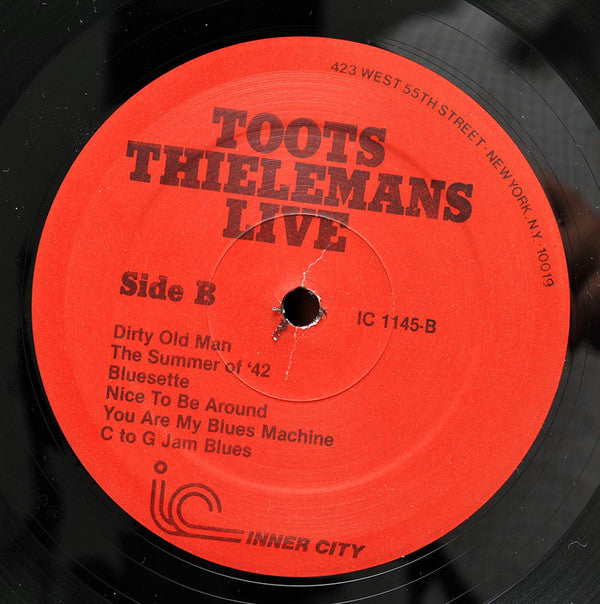 423 WEST 55TH STREET · NEW YORK, N.Y. 10019
TOOTS
THIELEMANS
LIVE
Side B
IC 1145-B
Dirty Old Man
The Summer of '42
Bluesette
Nice To Be Around
You Are My Blues Machine
C to G Jam Blues
ic
INNER CITY